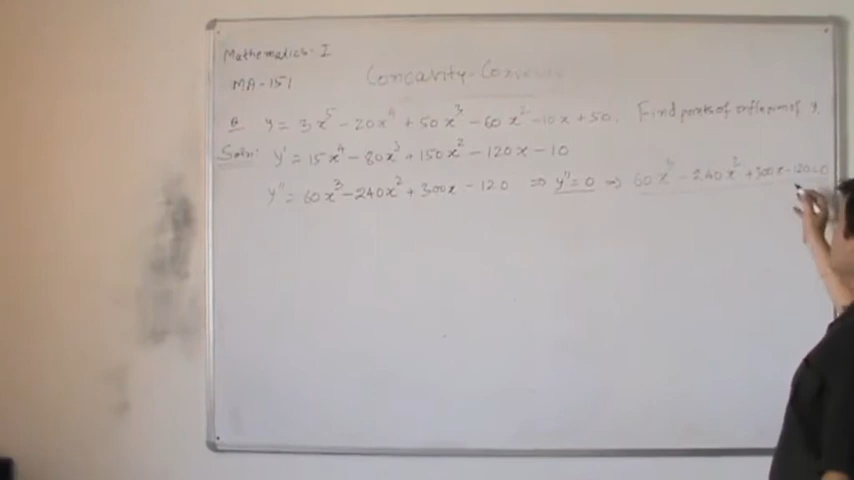 Mathematics-I
MA-151
Concavity-Convexity
Q y = 3x⁵ - 20x⁴ + 50x³ - 60x² - 10x + 50. Find points of inflexion of y.
Soln: y' = 15x⁴ - 80x³ + 150x² - 120x - 10
y'' = 60x³ - 240x² + 300x - 120 ⇒ y'' = 0 ⇒ 60x³ - 240x² + 300x - 120 = 0